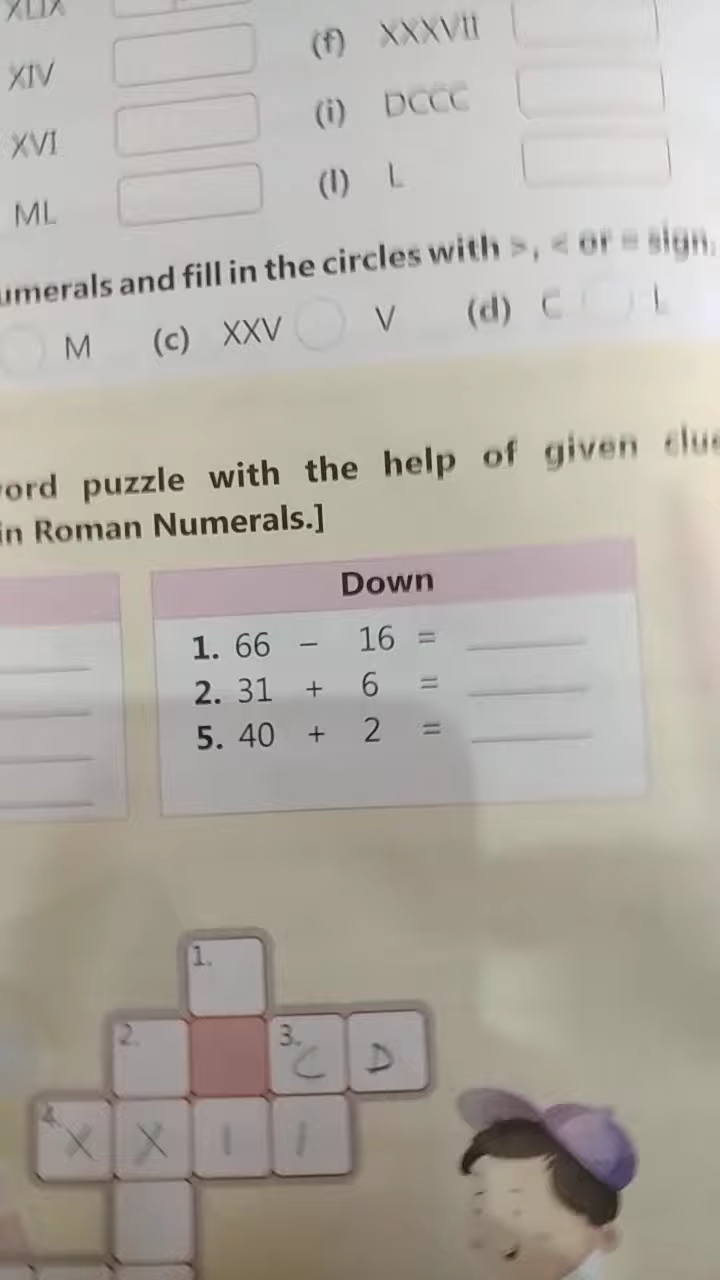 XLIX
(f) XXXVII
XIV
(i) DCCC
XVI
(l) L
ML
umerals and fill in the circles with >, < or = sign.
M (c) XXV V (d) C L
ord puzzle with the help of given clue
in Roman Numerals.]
Down
1. 66 – 16 =
2. 31 + 6 =
5. 40 + 2 =
1.
2. 3. C D
4. X X I I